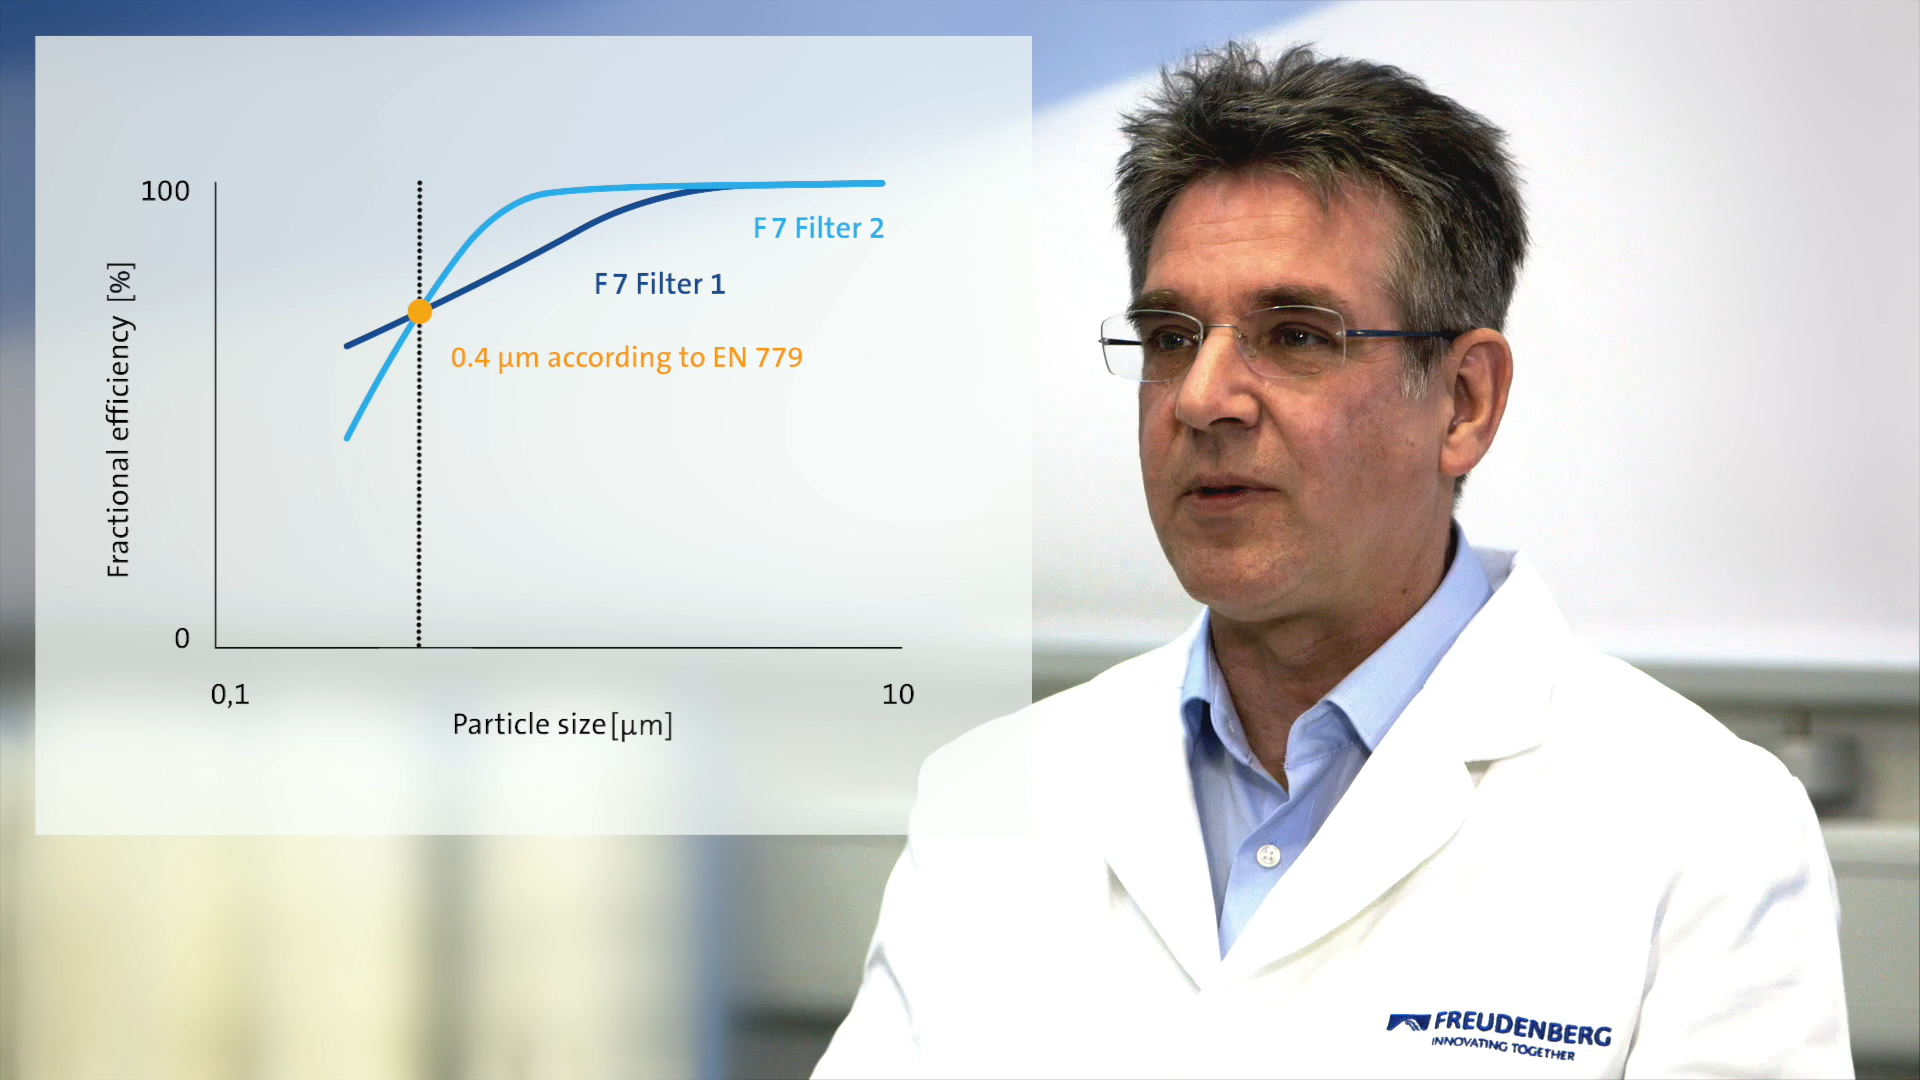 100
F 7 Filter 2
F 7 Filter 1
0.4 µm according to EN 779
Fractional efficiency [%]
0
0,1
10
Particle size [µm]
FREUDENBERG
INNOVATING TOGETHER